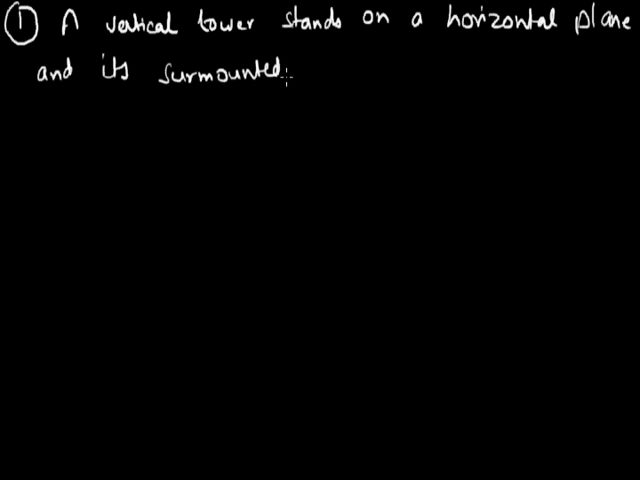 ① A vertical tower stands on a horizontal plane
and its surmounted